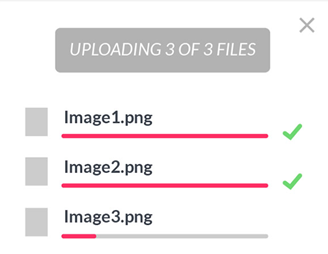 UPLOADING 3 OF 3 FILES
Image1.png
Image2.png
Image3.png